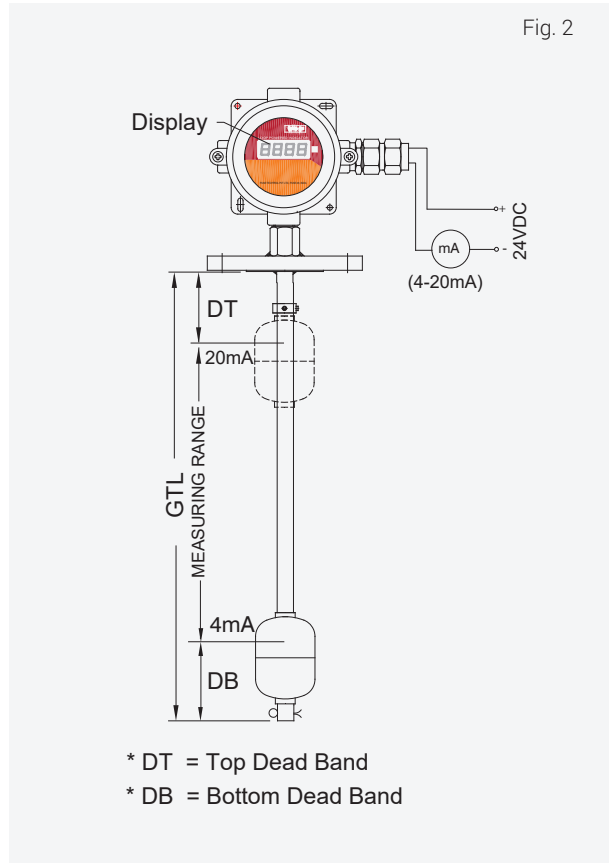 Fig. 2
Display
8888
+
-
24VDC
mA
(4-20mA)
DT
20mA
MEASURING RANGE
GTL
4mA
DB
* DT = Top Dead Band
* DB = Bottom Dead Band